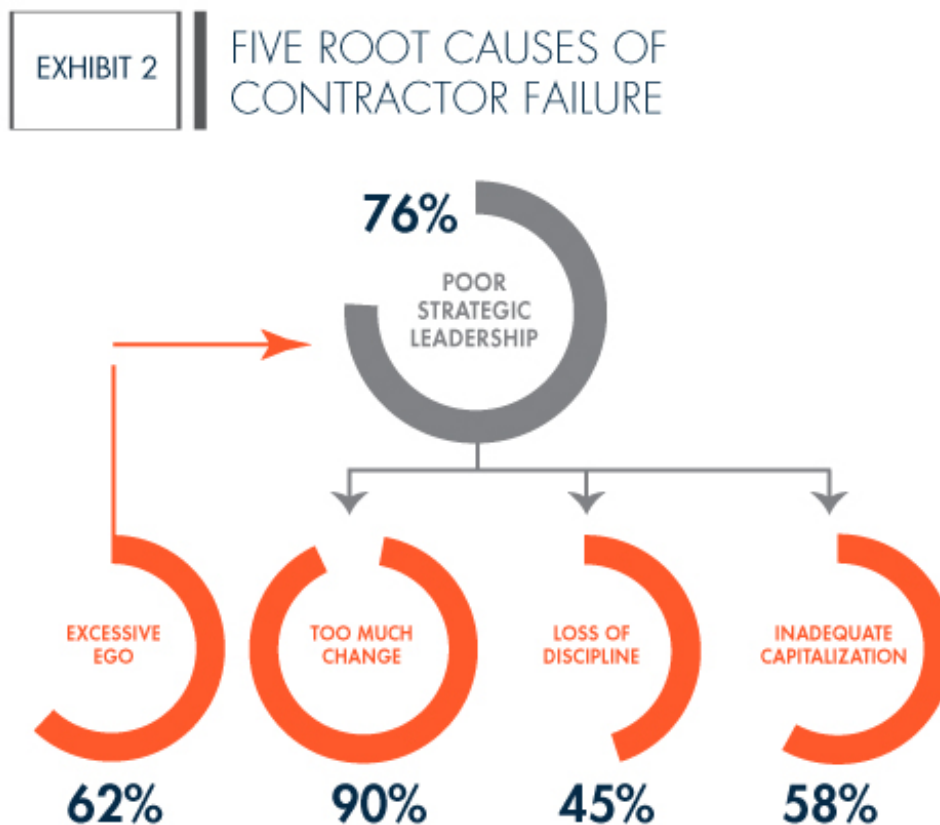 EXHIBIT 2
FIVE ROOT CAUSES OF
CONTRACTOR FAILURE
76%
POOR
STRATEGIC
LEADERSHIP
EXCESSIVE
EGO
62%
TOO MUCH
CHANGE
90%
LOSS OF
DISCIPLINE
45%
INADEQUATE
CAPITALIZATION
58%